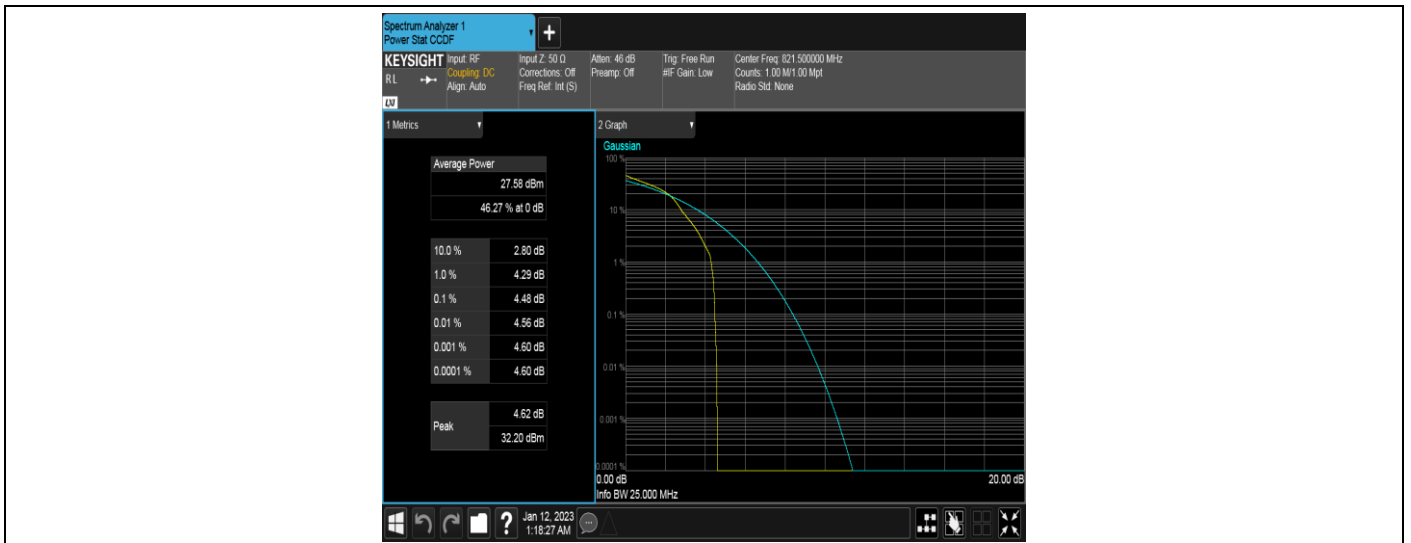 Spectrum Analyzer 1
Power Stat CCDF
+
KEYSIGHT
RL
LXI
Input: RF
Coupling: DC
Align: Auto
Input Z: 50 Ω
Corrections: Off
Freq Ref: Int (S)
Atten: 46 dB
Preamp: Off
Trig: Free Run
#IF Gain: Low
Center Freq: 821.500000 MHz
Counts: 1.00 M/1.00 Mpt
Radio Std: None
1 Metrics
Average Power
27.58 dBm
46.27 % at 0 dB
10.0 % 2.80 dB
1.0 % 4.29 dB
0.1 % 4.48 dB
0.01 % 4.56 dB
0.001 % 4.60 dB
0.0001 % 4.60 dB
Peak
4.62 dB
32.20 dBm
2 Graph
Gaussian
100 %
10 %
1 %
0.1 %
0.01 %
0.001 %
0.0001 %
0.00 dB 20.00 dB
Info BW 25.000 MHz
?
Jan 12, 2023
1:18:27 AM